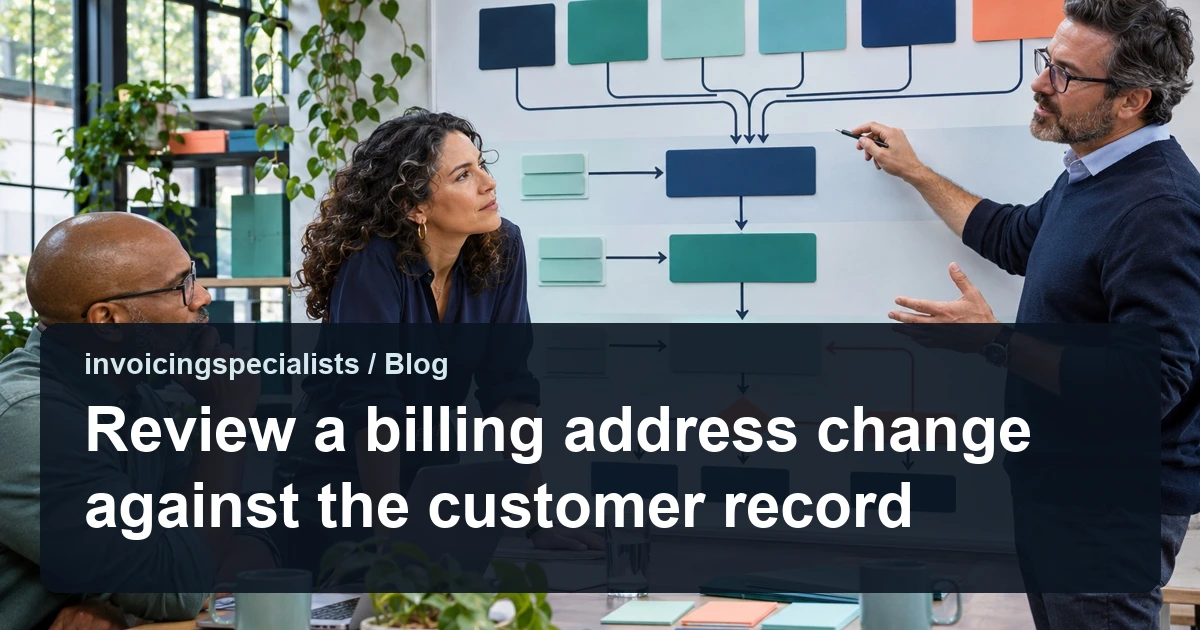 invoicingspecialists / Blog
Review a billing address change
against the customer record